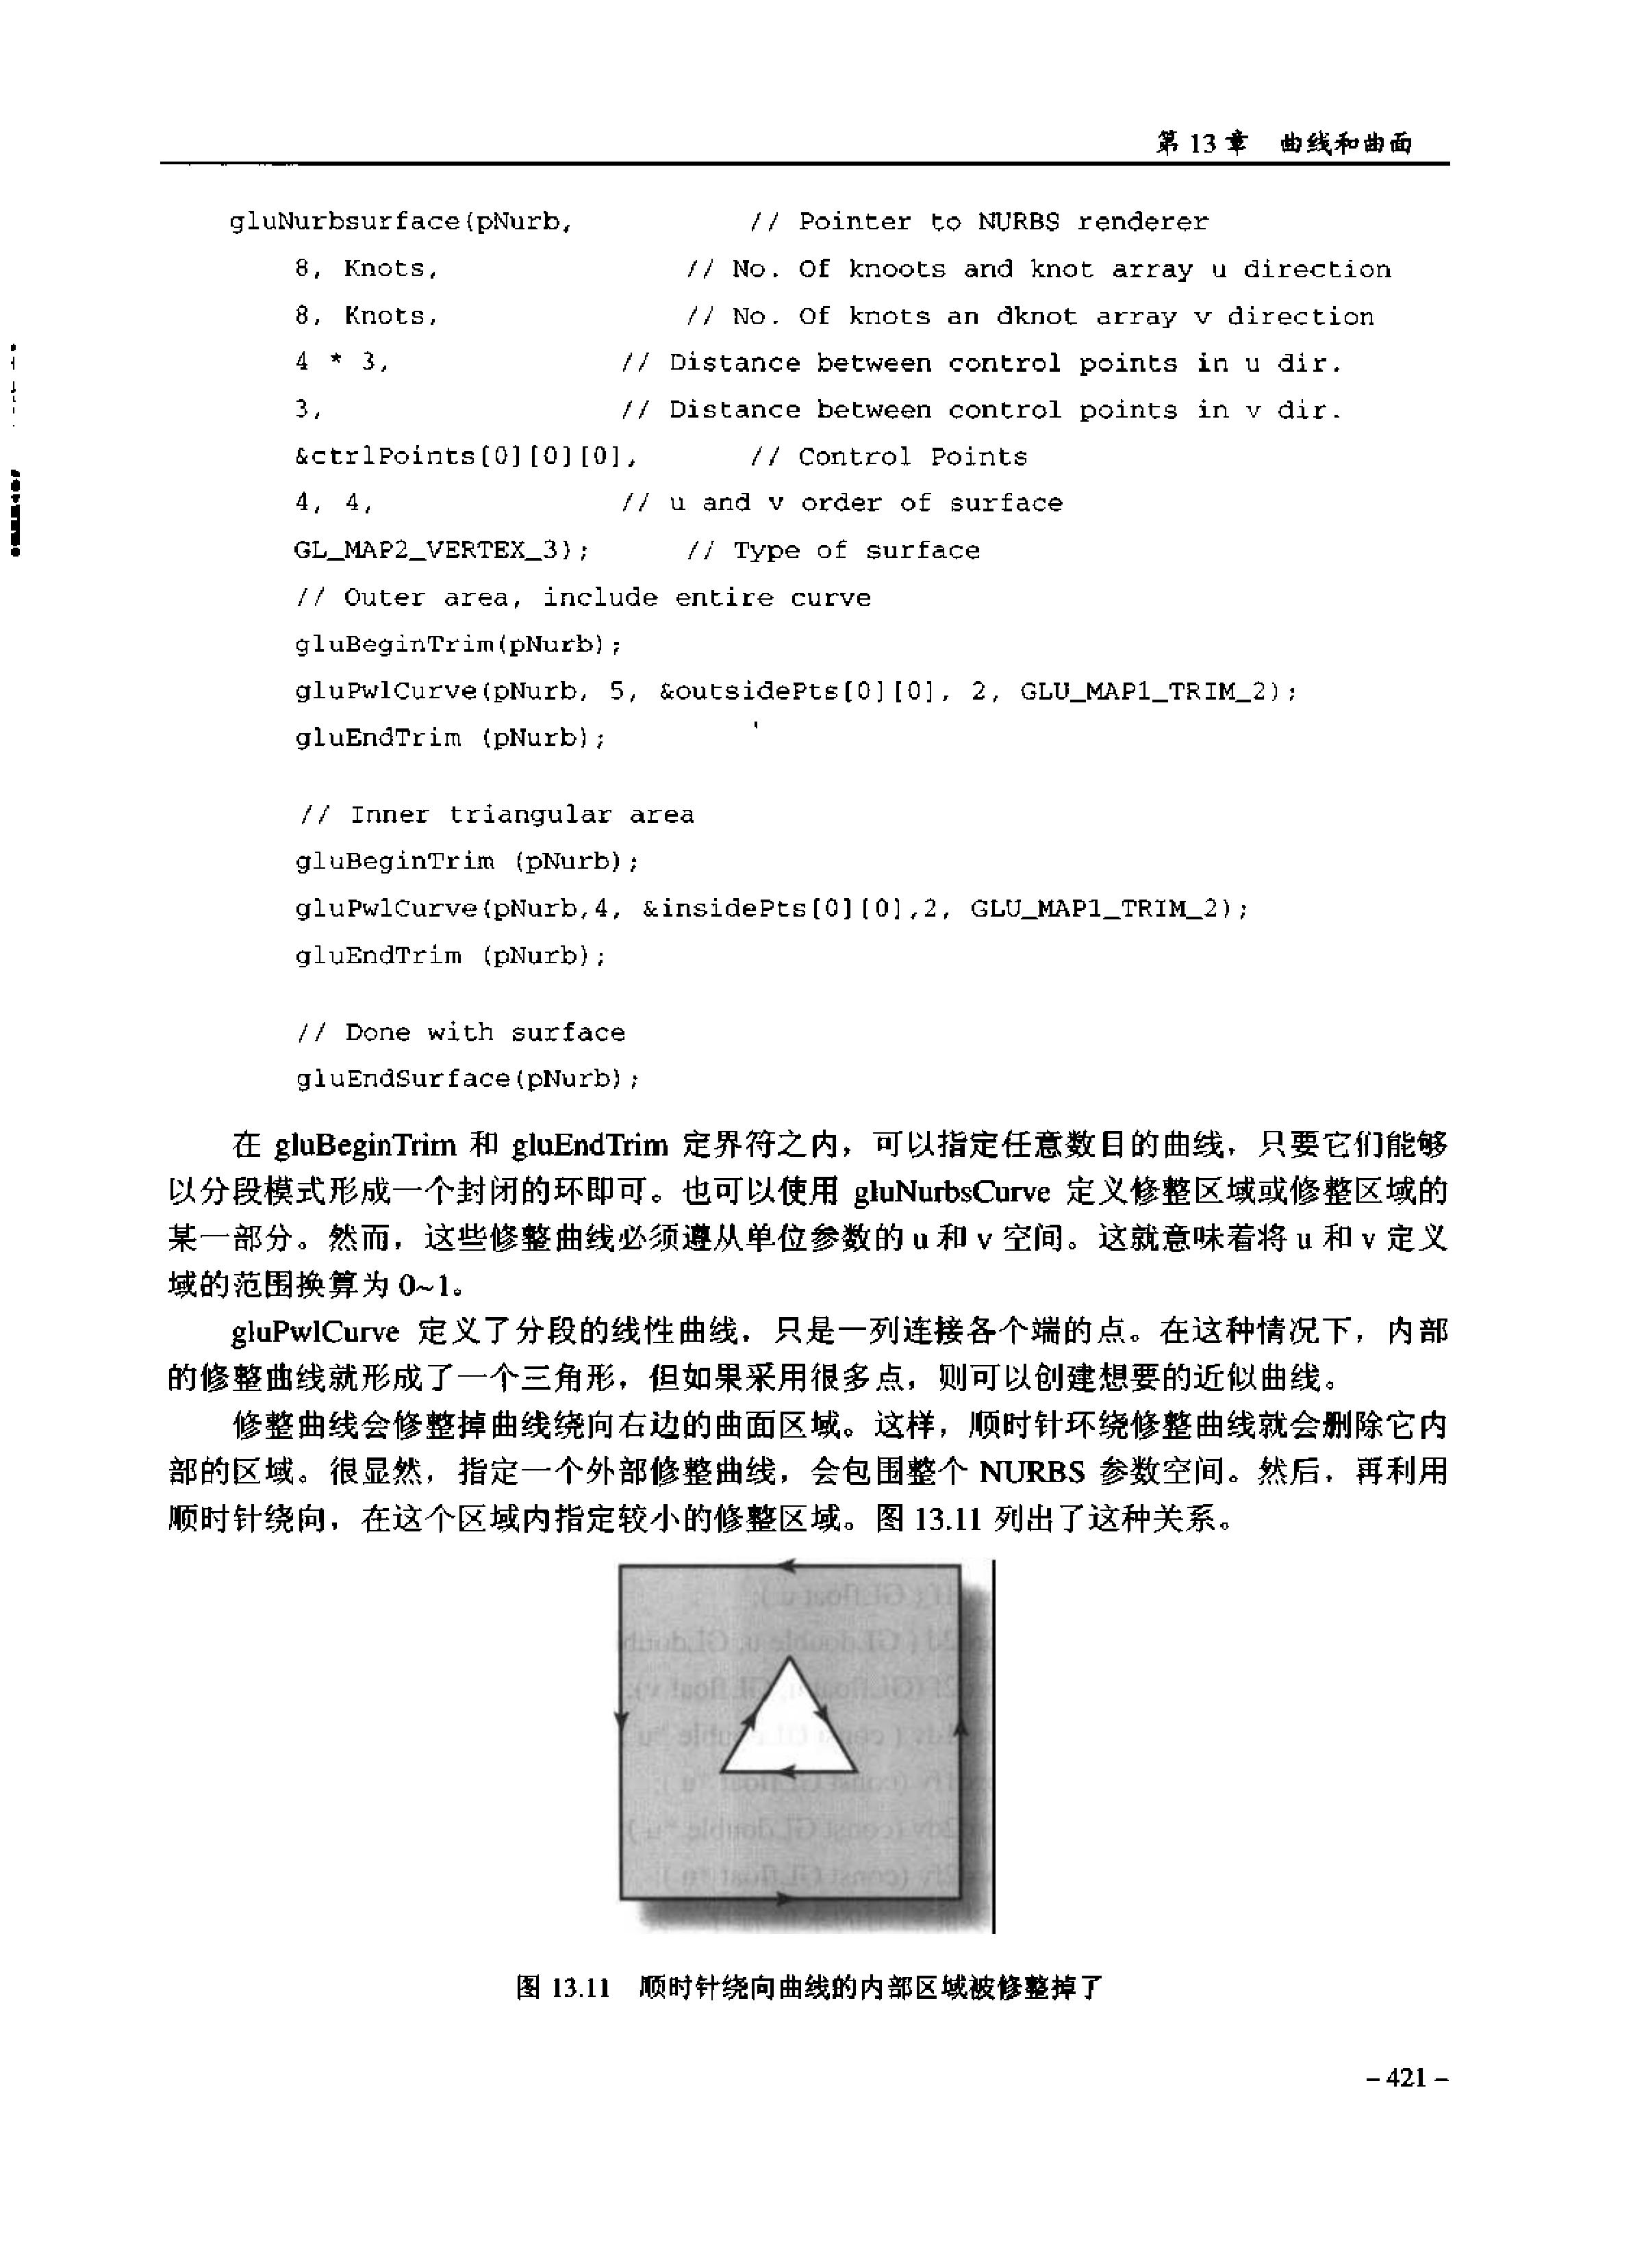 第 13 章　曲线和曲面
gluNurbsurface(pNurb,                // Pointer to NURBS renderer
8, Knots,                // No. Of knoots and knot array u direction
8, Knots,                // No. Of knots an dknot array v direction
4 * 3,                // Distance between control points in u dir.
3,                // Distance between control points in v dir.
&ctrlPoints[0][0][0],        // Control Points
4, 4,                // u and v order of surface
GL_MAP2_VERTEX_3);      // Type of surface
// Outer area, include entire curve
gluBeginTrim(pNurb);
gluPwlCurve(pNurb, 5, &outsidePts[0][0], 2, GLU_MAP1_TRIM_2);
gluEndTrim (pNurb);
// Inner triangular area
gluBeginTrim (pNurb);
gluPwlCurve(pNurb,4, &insidePts[0][0],2, GLU_MAP1_TRIM_2);
gluEndTrim (pNurb);
// Done with surface
gluEndSurface(pNurb);
在 gluBeginTrim 和 gluEndTrim 定界符之内，可以指定任意数目的曲线，只要它们能够
以分段模式形成一个封闭的环即可。也可以使用 gluNurbsCurve 定义修整区域或修整区域的
某一部分。然而，这些修整曲线必须遵从单位参数的 u 和 v 空间。这就意味着将 u 和 v 定义
域的范围换算为 0~1。
gluPwlCurve 定义了分段的线性曲线，只是一列连接各个端的点。在这种情况下，内部
的修整曲线就形成了一个三角形，但如果采用很多点，则可以创建想要的近似曲线。
修整曲线会修整掉曲线绕向右边的曲面区域。这样，顺时针环绕修整曲线就会删除它内
部的区域。很显然，指定一个外部修整曲线，会包围整个 NURBS 参数空间。然后，再利用
顺时针绕向，在这个区域内指定较小的修整区域。图 13.11 列出了这种关系。
图 13.11　顺时针绕向曲线的内部区域被修整掉了
– 421 –